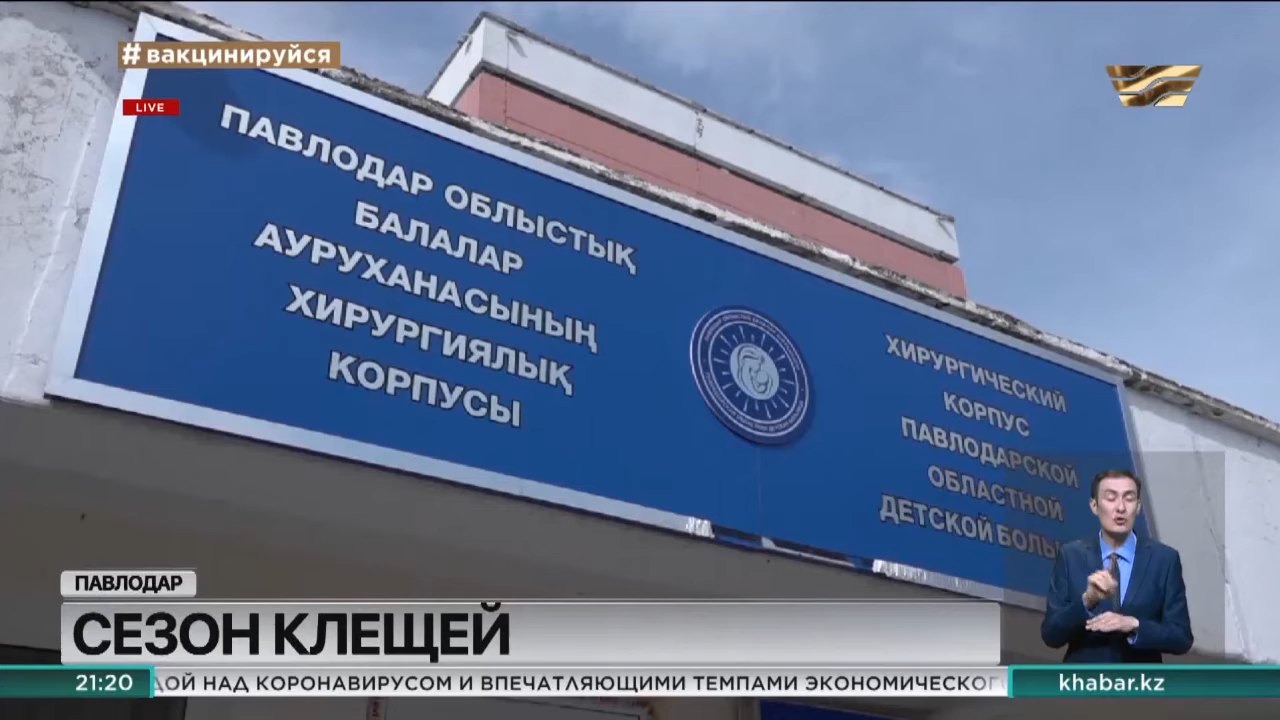 #вакцинируйся
LIVE
ПАВЛОДАР ОБЛЫСТЫҚ
БАЛАЛАР
АУРУХАНАСЫНЫҢ
ХИРУРГИЯЛЫҚ
КОРПУСЫ
ХИРУРГИЧЕСКИЙ
КОРПУС
ПАВЛОДАРСКОЙ
ОБЛАСТНОЙ
ДЕТСКОЙ
ПАВЛОДАР
СЕЗОН КЛЕЩЕЙ
21:20
НАД КОРОНАВИРУСОМ И ВПЕЧАТЛЯЮЩИМИ ТЕМПАМИ ЭКОНОМИЧЕСКОГО
khabar.kz